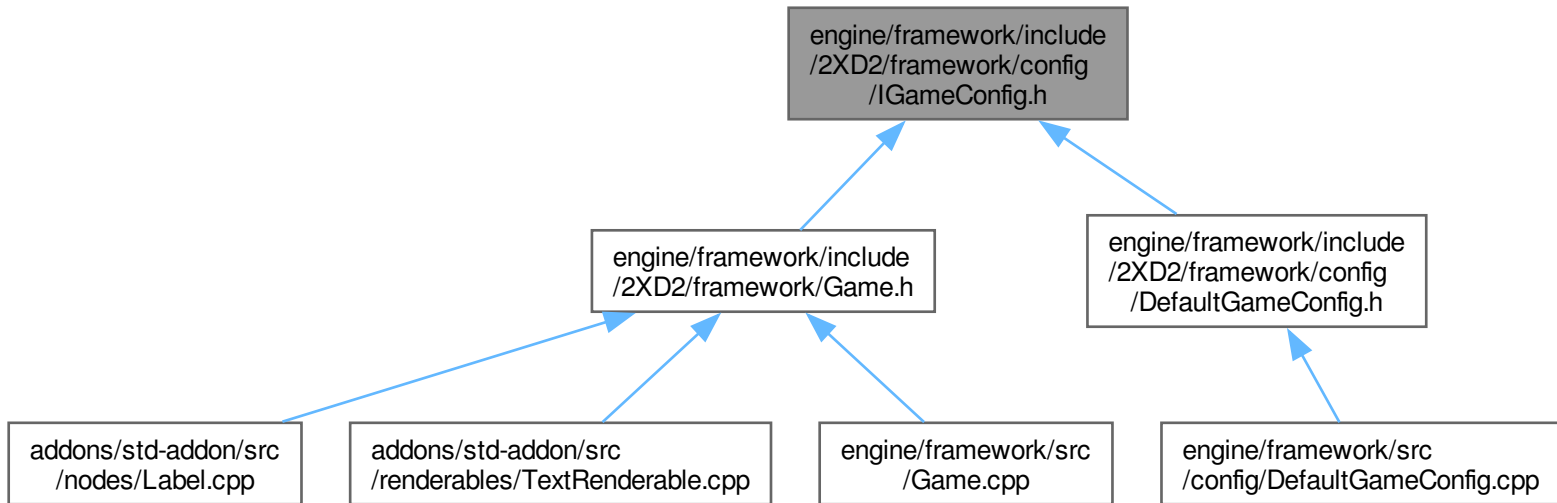 engine/framework/include
/2XD2/framework/config
/IGameConfig.h
engine/framework/include
/2XD2/framework/Game.h
engine/framework/include
/2XD2/framework/config
/DefaultGameConfig.h
addons/std-addon/src
/nodes/Label.cpp
addons/std-addon/src
/renderables/TextRenderable.cpp
engine/framework/src
/Game.cpp
engine/framework/src
/config/DefaultGameConfig.cpp